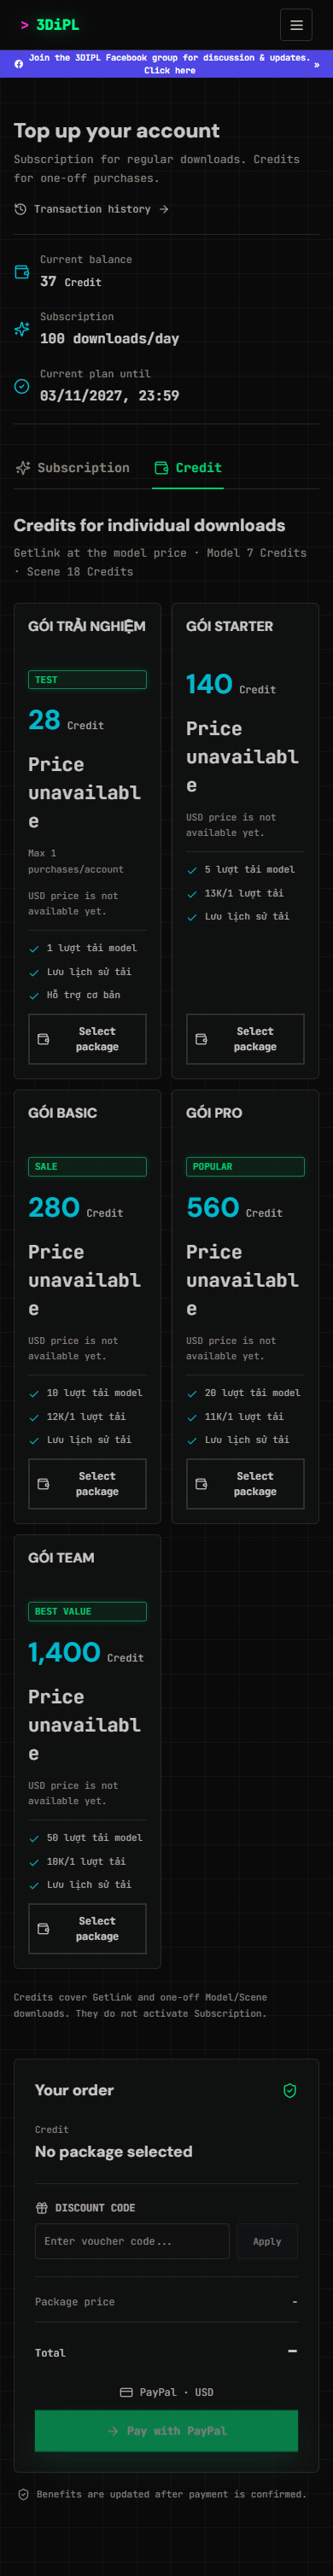 > 3DiPL
Join the 3DIPL Facebook group for discussion & updates. »
Click here
Top up your account
Subscription for regular downloads. Credits
for one-off purchases.
Transaction history →
Current balance
37 Credit
Subscription
100 downloads/day
Current plan until
03/11/2027, 23:59
Subscription Credit
Credits for individual downloads
Getlink at the model price · Model 7 Credits
· Scene 18 Credits
GÓI TRẢI NGHIỆM
TEST
28 Credit
Price
unavailabl
e
Max 1
purchases/account
USD price is not
available yet.
1 lượt tải model
Lưu lịch sử tải
Hỗ trợ cơ bản
Select
package
GÓI STARTER
140 Credit
Price
unavailabl
e
USD price is not
available yet.
5 lượt tải model
13K/1 lượt tải
Lưu lịch sử tải
Select
package
GÓI BASIC
SALE
280 Credit
Price
unavailabl
e
USD price is not
available yet.
10 lượt tải model
12K/1 lượt tải
Lưu lịch sử tải
Select
package
GÓI PRO
POPULAR
560 Credit
Price
unavailabl
e
USD price is not
available yet.
20 lượt tải model
11K/1 lượt tải
Lưu lịch sử tải
Select
package
GÓI TEAM
BEST VALUE
1,400 Credit
Price
unavailabl
e
USD price is not
available yet.
50 lượt tải model
10K/1 lượt tải
Lưu lịch sử tải
Select
package
Credits cover Getlink and one-off Model/Scene
downloads. They do not activate Subscription.
Your order
Credit
No package selected
DISCOUNT CODE
Enter voucher code... Apply
Package price -
Total —
PayPal · USD
→ Pay with PayPal
Benefits are updated after payment is confirmed.